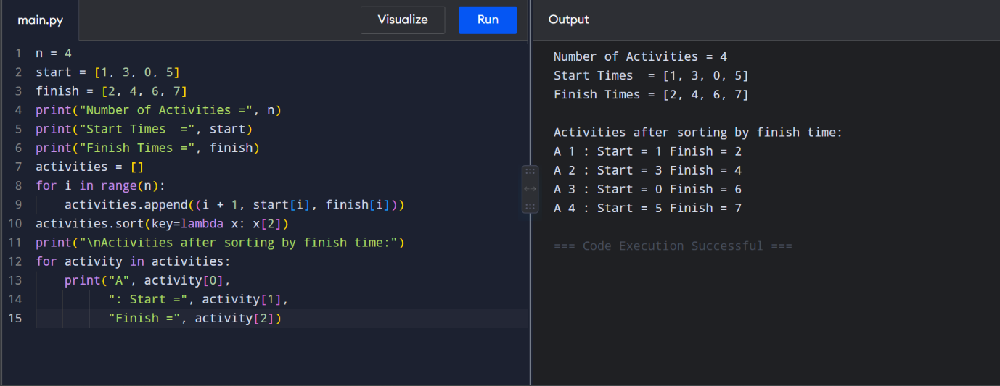 main.py
Visualize
Run
1 n = 4
2 start = [1, 3, 0, 5]
3 finish = [2, 4, 6, 7]
4 print("Number of Activities =", n)
5 print("Start Times  =", start)
6 print("Finish Times =", finish)
7 activities = []
8 for i in range(n):
9     activities.append((i + 1, start[i], finish[i]))
10 activities.sort(key=lambda x: x[2])
11 print("\nActivities after sorting by finish time:")
12 for activity in activities:
13     print("A", activity[0],
14           ": Start =", activity[1],
15           "Finish =", activity[2])
Output
Number of Activities = 4
Start Times  = [1, 3, 0, 5]
Finish Times = [2, 4, 6, 7]
Activities after sorting by finish time:
A 1 : Start = 1 Finish = 2
A 2 : Start = 3 Finish = 4
A 3 : Start = 0 Finish = 6
A 4 : Start = 5 Finish = 7
=== Code Execution Successful ===